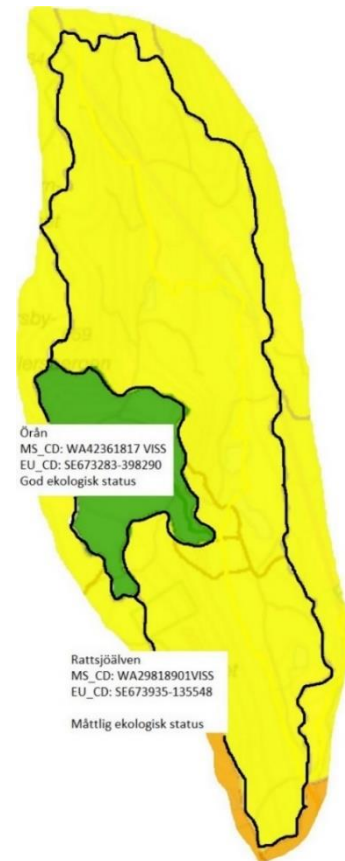 Örån
MS_CD: WA42361817 VISS
EU_CD: SE673283-398290
God ekologisk status
Rattsjöälven
MS_CD: WA29818901VISS
EU_CD: SE673935-135548
Måttlig ekologisk status